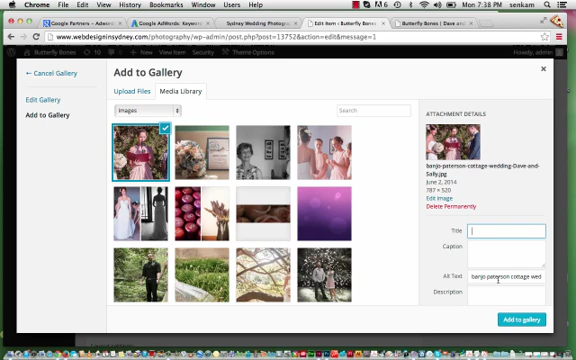 Chrome File Edit View History Bookmarks Window Users Help
Mon 7:38 PM senkam
Google Partners – Adwords
Google AdWords: Keyword
Sydney Wedding Photograph
Edit Item ‹ Butterfly Bones
Butterfly Bones | Dave and
www.webdesigninsydney.com/photography/wp-admin/post.php?post=13752&action=edit&message=1
Butterfly Bones
New View Item Theme Options
Howdy, admin
← Cancel Gallery
Edit Gallery
Add to Gallery
Add to Gallery
Upload Files Media Library
Images
Search
ATTACHMENT DETAILS
banjo-paterson-cottage-wedding-Dave-and-
Sally.jpg
June 2, 2014
787 × 520
Edit Image
Delete Permanently
Title
Caption
Alt Text banjo paterson cottage wed
Description
Add to gallery